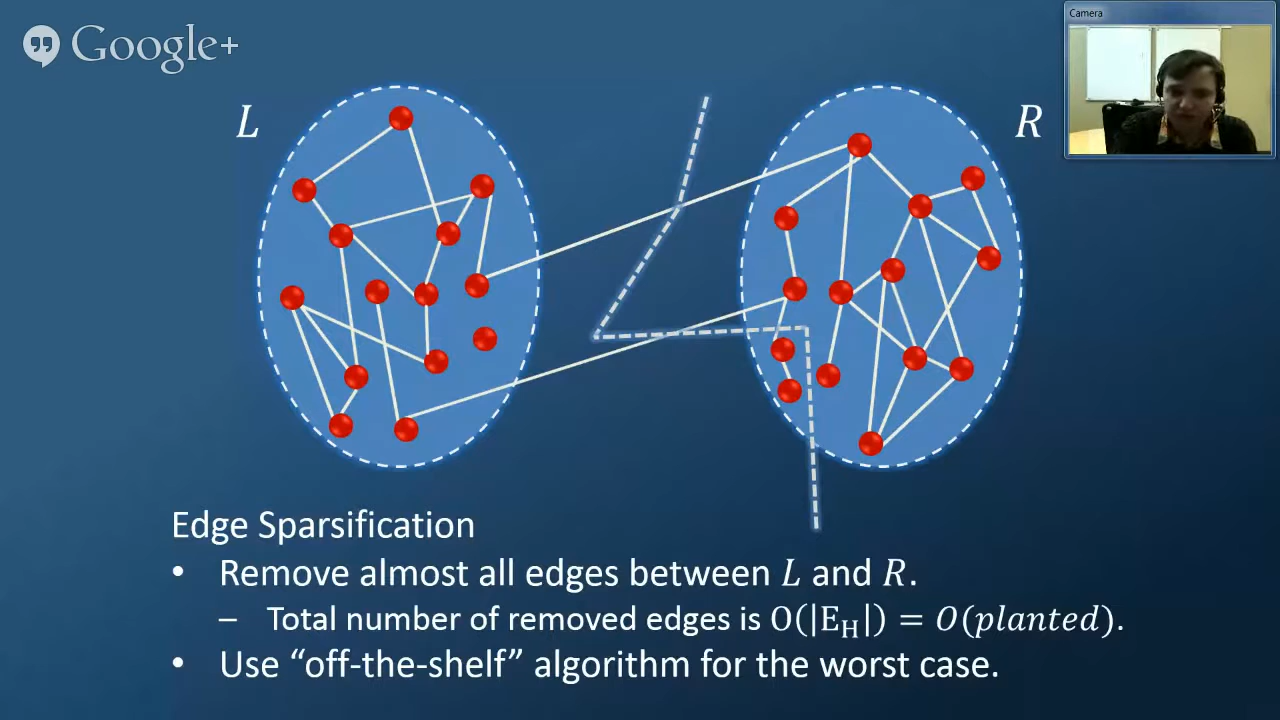 Google+
Camera
L
R
Edge Sparsification
• Remove almost all edges between L and R.
– Total number of removed edges is O(|E_H|) = O(planted).
• Use “off-the-shelf” algorithm for the worst case.